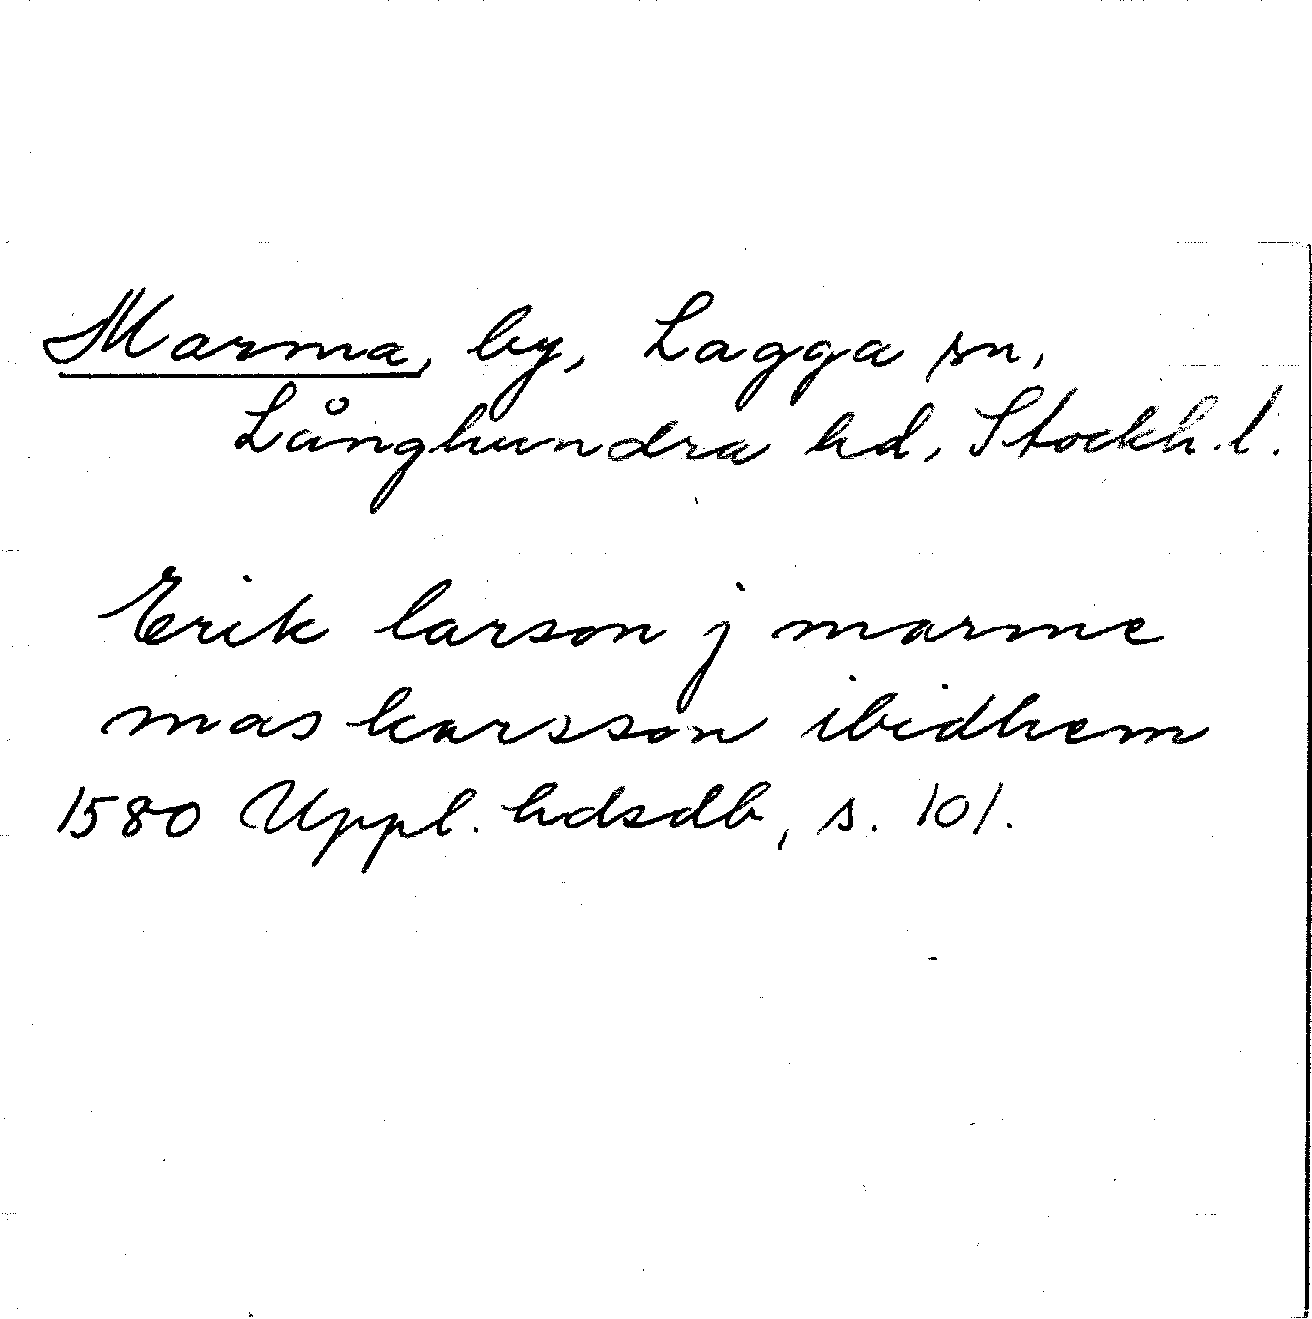 Marma, by, Lagga sn,
Långhundra hd, Stockh. l.
Erik larson j marme
mas karsson ibidhem
1580 Uppl. hdsdb, s. 101.